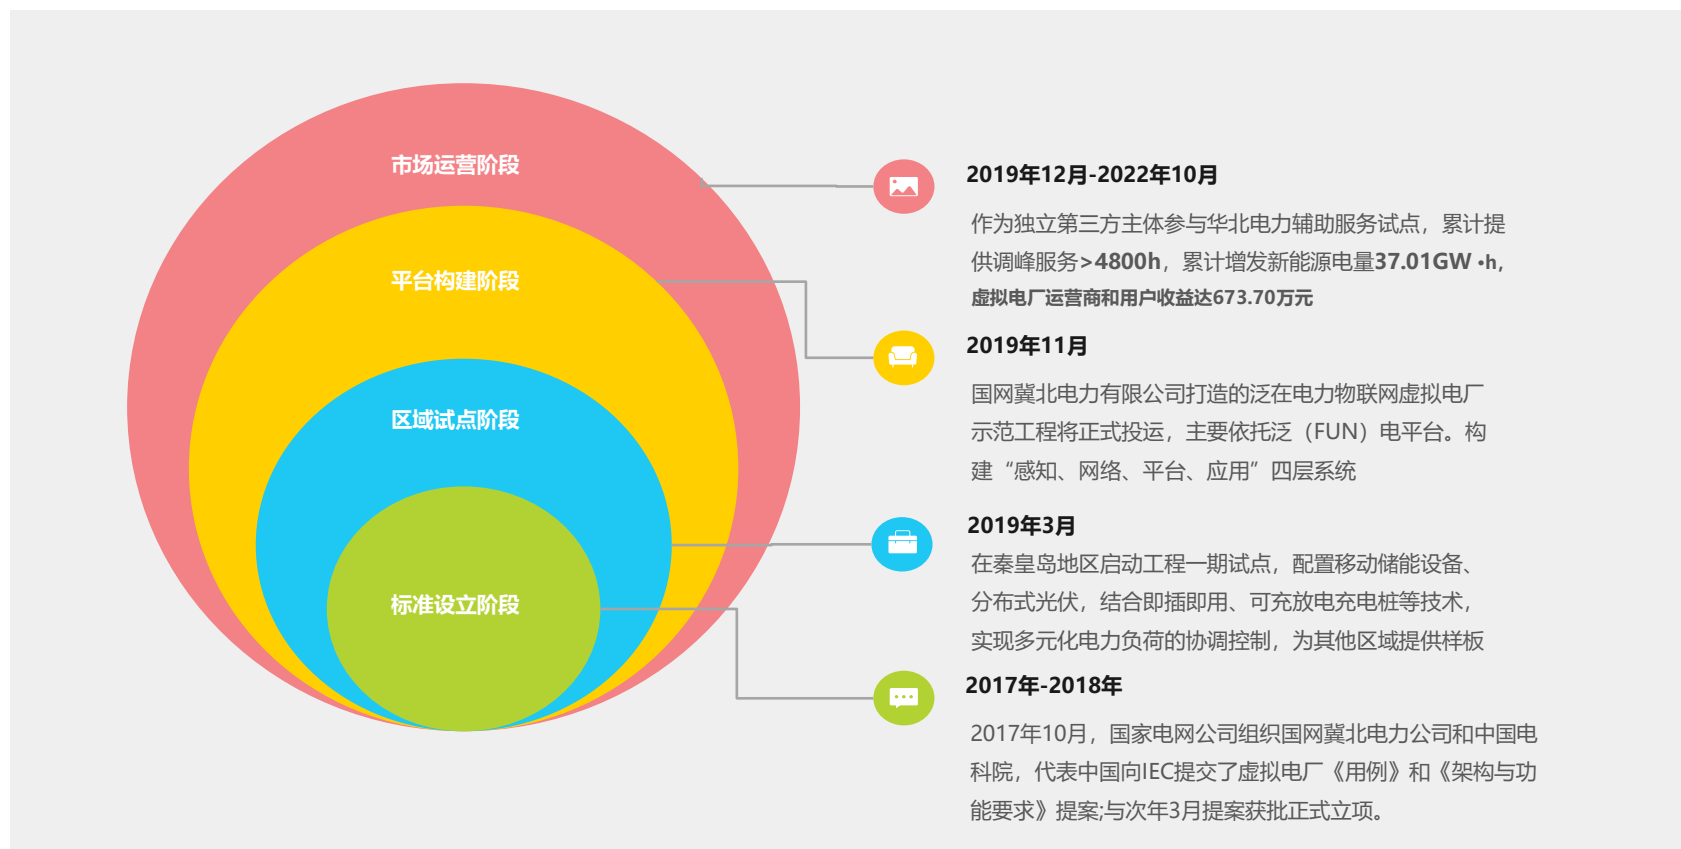 市场运营阶段
平台构建阶段
区域试点阶段
标准设立阶段
2019年12月-2022年10月
作为独立第三方主体参与华北电力辅助服务试点，累计提
供调峰服务>4800h，累计增发新能源电量37.01GW •h,
虚拟电厂运营商和用户收益达673.70万元
2019年11月
国网冀北电力有限公司打造的泛在电力物联网虚拟电厂
示范工程将正式投运，主要依托泛（FUN）电平台。构
建“感知、网络、平台、应用”四层系统
2019年3月
在秦皇岛地区启动工程一期试点，配置移动储能设备、
分布式光伏，结合即插即用、可充放电充电桩等技术，
实现多元化电力负荷的协调控制，为其他区域提供样板
2017年-2018年
2017年10月，国家电网公司组织国网冀北电力公司和中国电
科院，代表中国向IEC提交了虚拟电厂《用例》和《架构与功
能要求》提案;与次年3月提案获批正式立项。